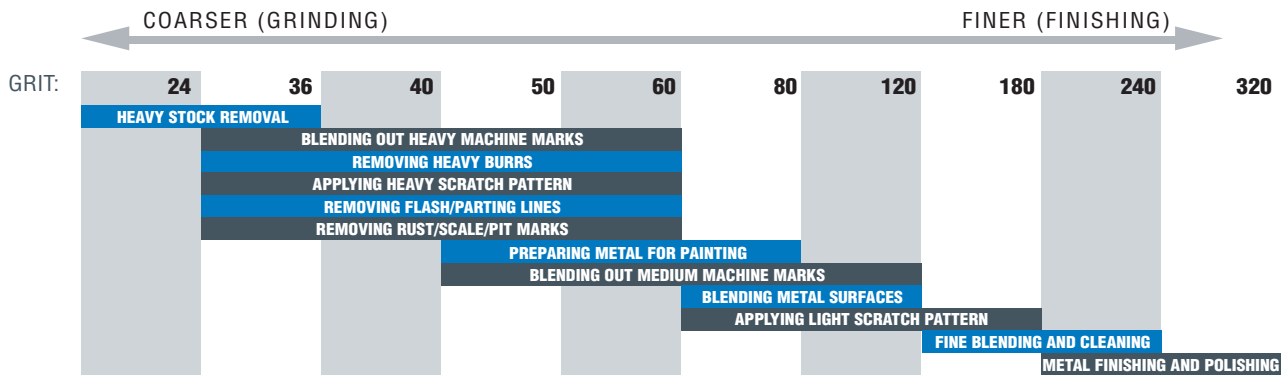 COARSER (GRINDING) FINER (FINISHING)
GRIT: 24 36 40 50 60 80 120 180 240 320
HEAVY STOCK REMOVAL
BLENDING OUT HEAVY MACHINE MARKS
REMOVING HEAVY BURRS
APPLYING HEAVY SCRATCH PATTERN
REMOVING FLASH/PARTING LINES
REMOVING RUST/SCALE/PIT MARKS
PREPARING METAL FOR PAINTING
BLENDING OUT MEDIUM MACHINE MARKS
BLENDING METAL SURFACES
APPLYING LIGHT SCRATCH PATTERN
FINE BLENDING AND CLEANING
METAL FINISHING AND POLISHING